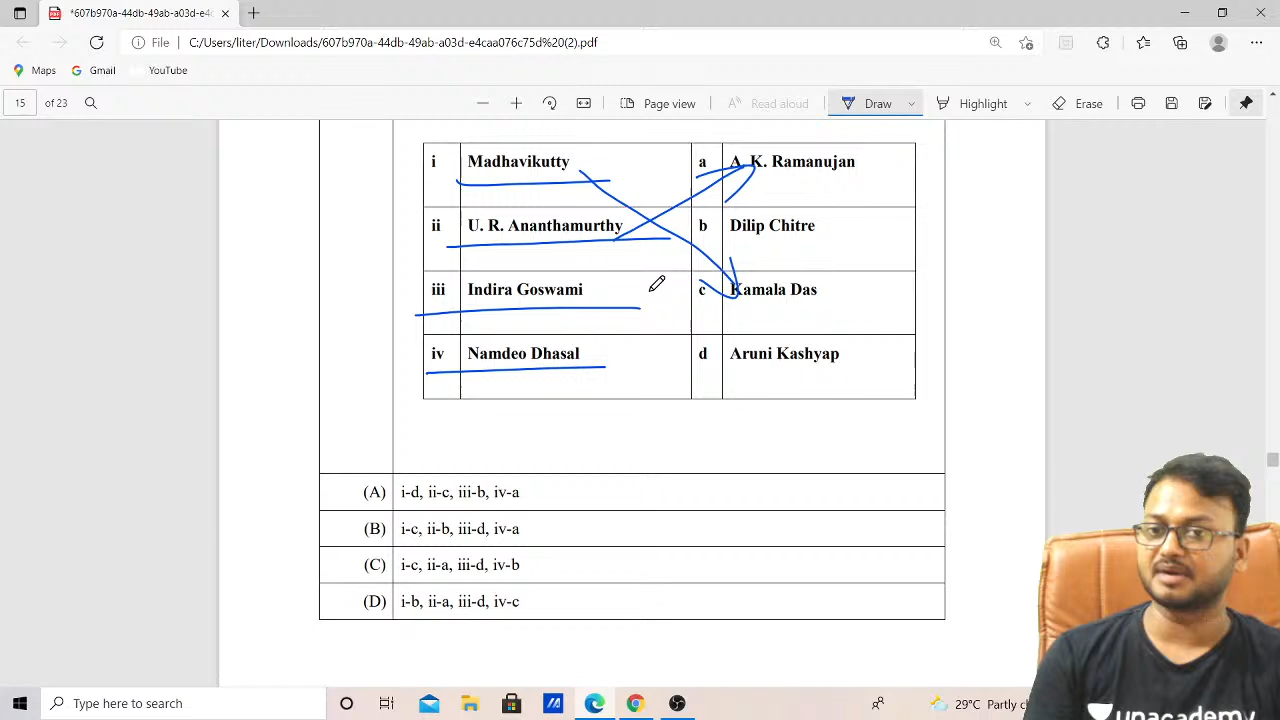 *607b970a-44db-49ab-a03d-e4c
File C:/Users/liter/Downloads/607b970a-44db-49ab-a03d-e4caa076c75d%20(2).pdf
Maps Gmail YouTube
15 of 23 Page view Read aloud Draw Highlight Erase
i Madhavikutty a A. K. Ramanujan
ii U. R. Ananthamurthy b Dilip Chitre
iii Indira Goswami c Kamala Das
iv Namdeo Dhasal d Aruni Kashyap
(A) i-d, ii-c, iii-b, iv-a
(B) i-c, ii-b, iii-d, iv-a
(C) i-c, ii-a, iii-d, iv-b
(D) i-b, ii-a, iii-d, iv-c
unacademy
Type here to search 29°C Partly c